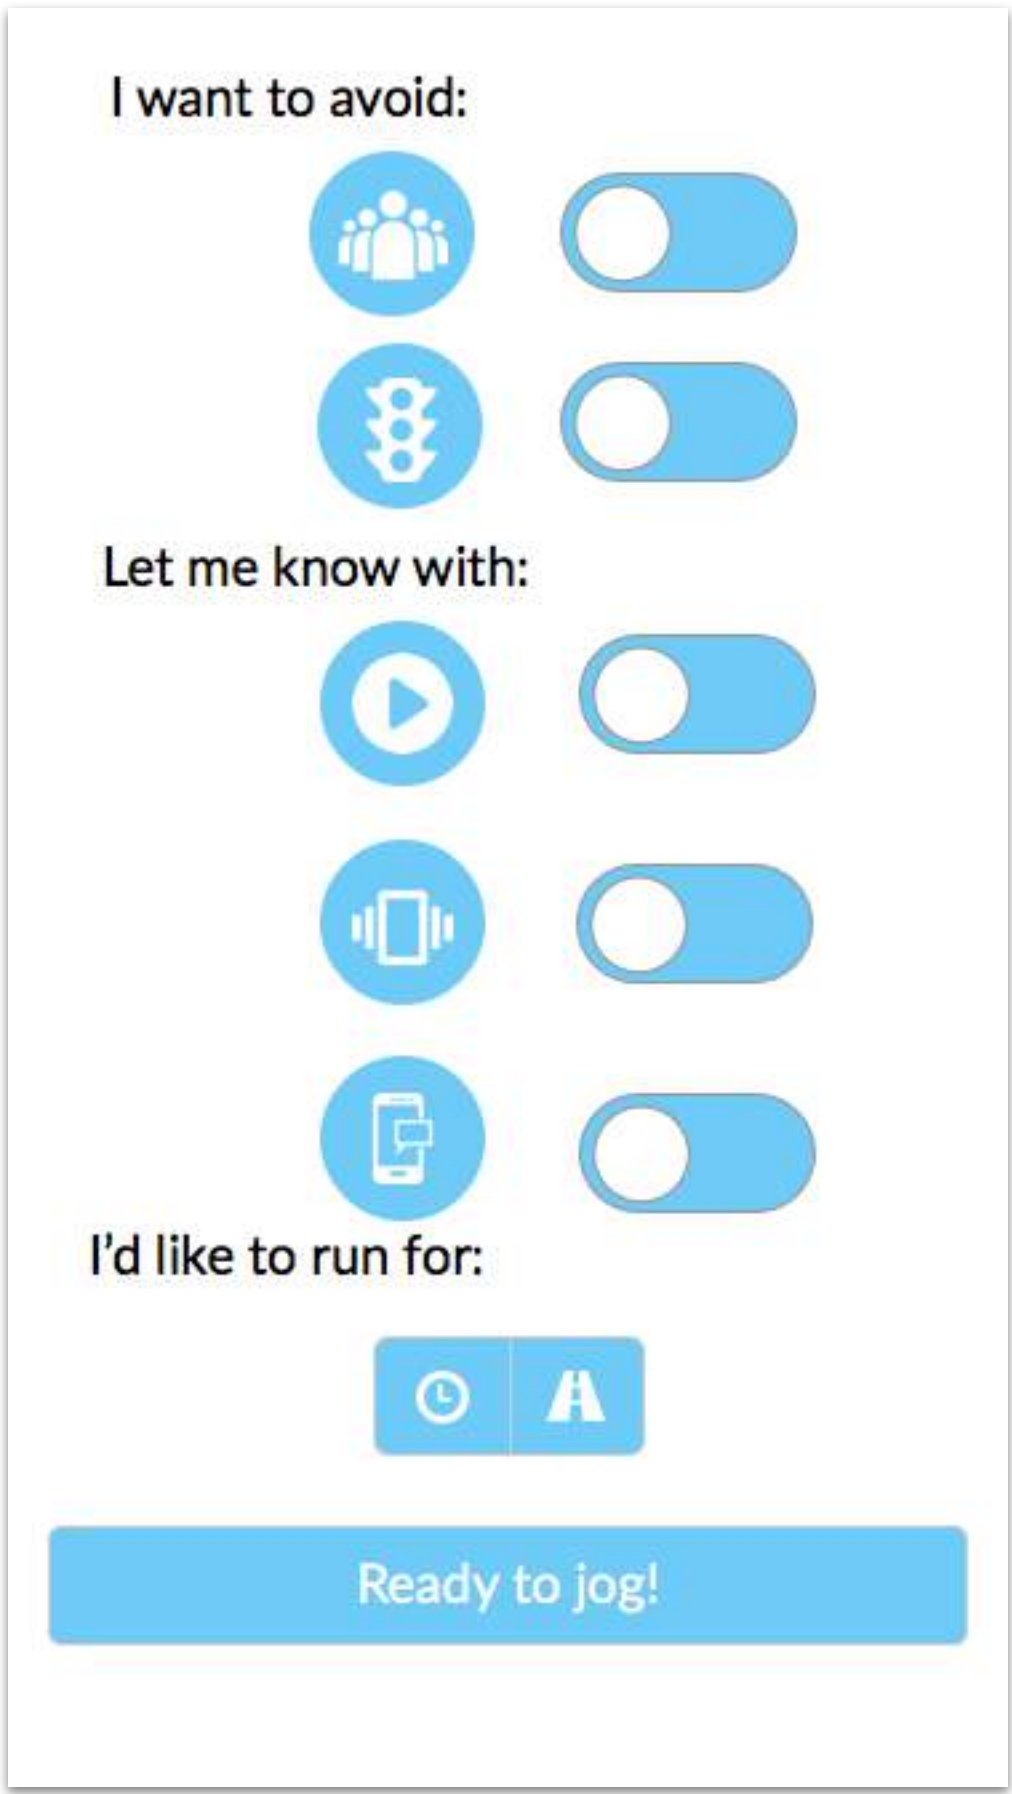 I want to avoid:
Let me know with:
I’d like to run for:
Ready to jog!